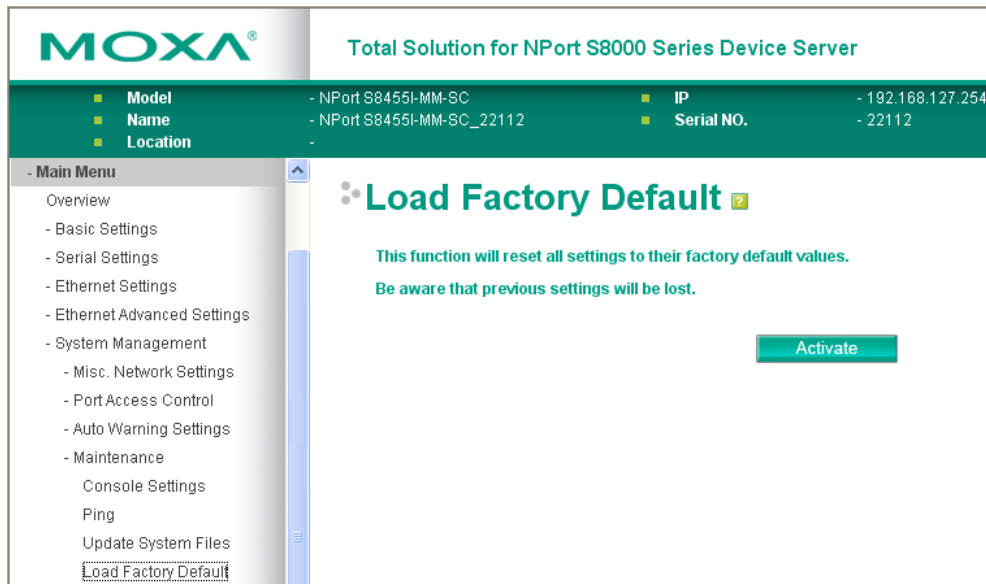 MOXA®
Total Solution for NPort S8000 Series Device Server
Model - NPort S8455I-MM-SC IP - 192.168.127.254
Name - NPort S8455I-MM-SC_22112 Serial NO. - 22112
Location -
- Main Menu
Overview
- Basic Settings
- Serial Settings
- Ethernet Settings
- Ethernet Advanced Settings
- System Management
- Misc. Network Settings
- Port Access Control
- Auto Warning Settings
- Maintenance
Console Settings
Ping
Update System Files
Load Factory Default
Load Factory Default ?
This function will reset all settings to their factory default values.
Be aware that previous settings will be lost.
Activate